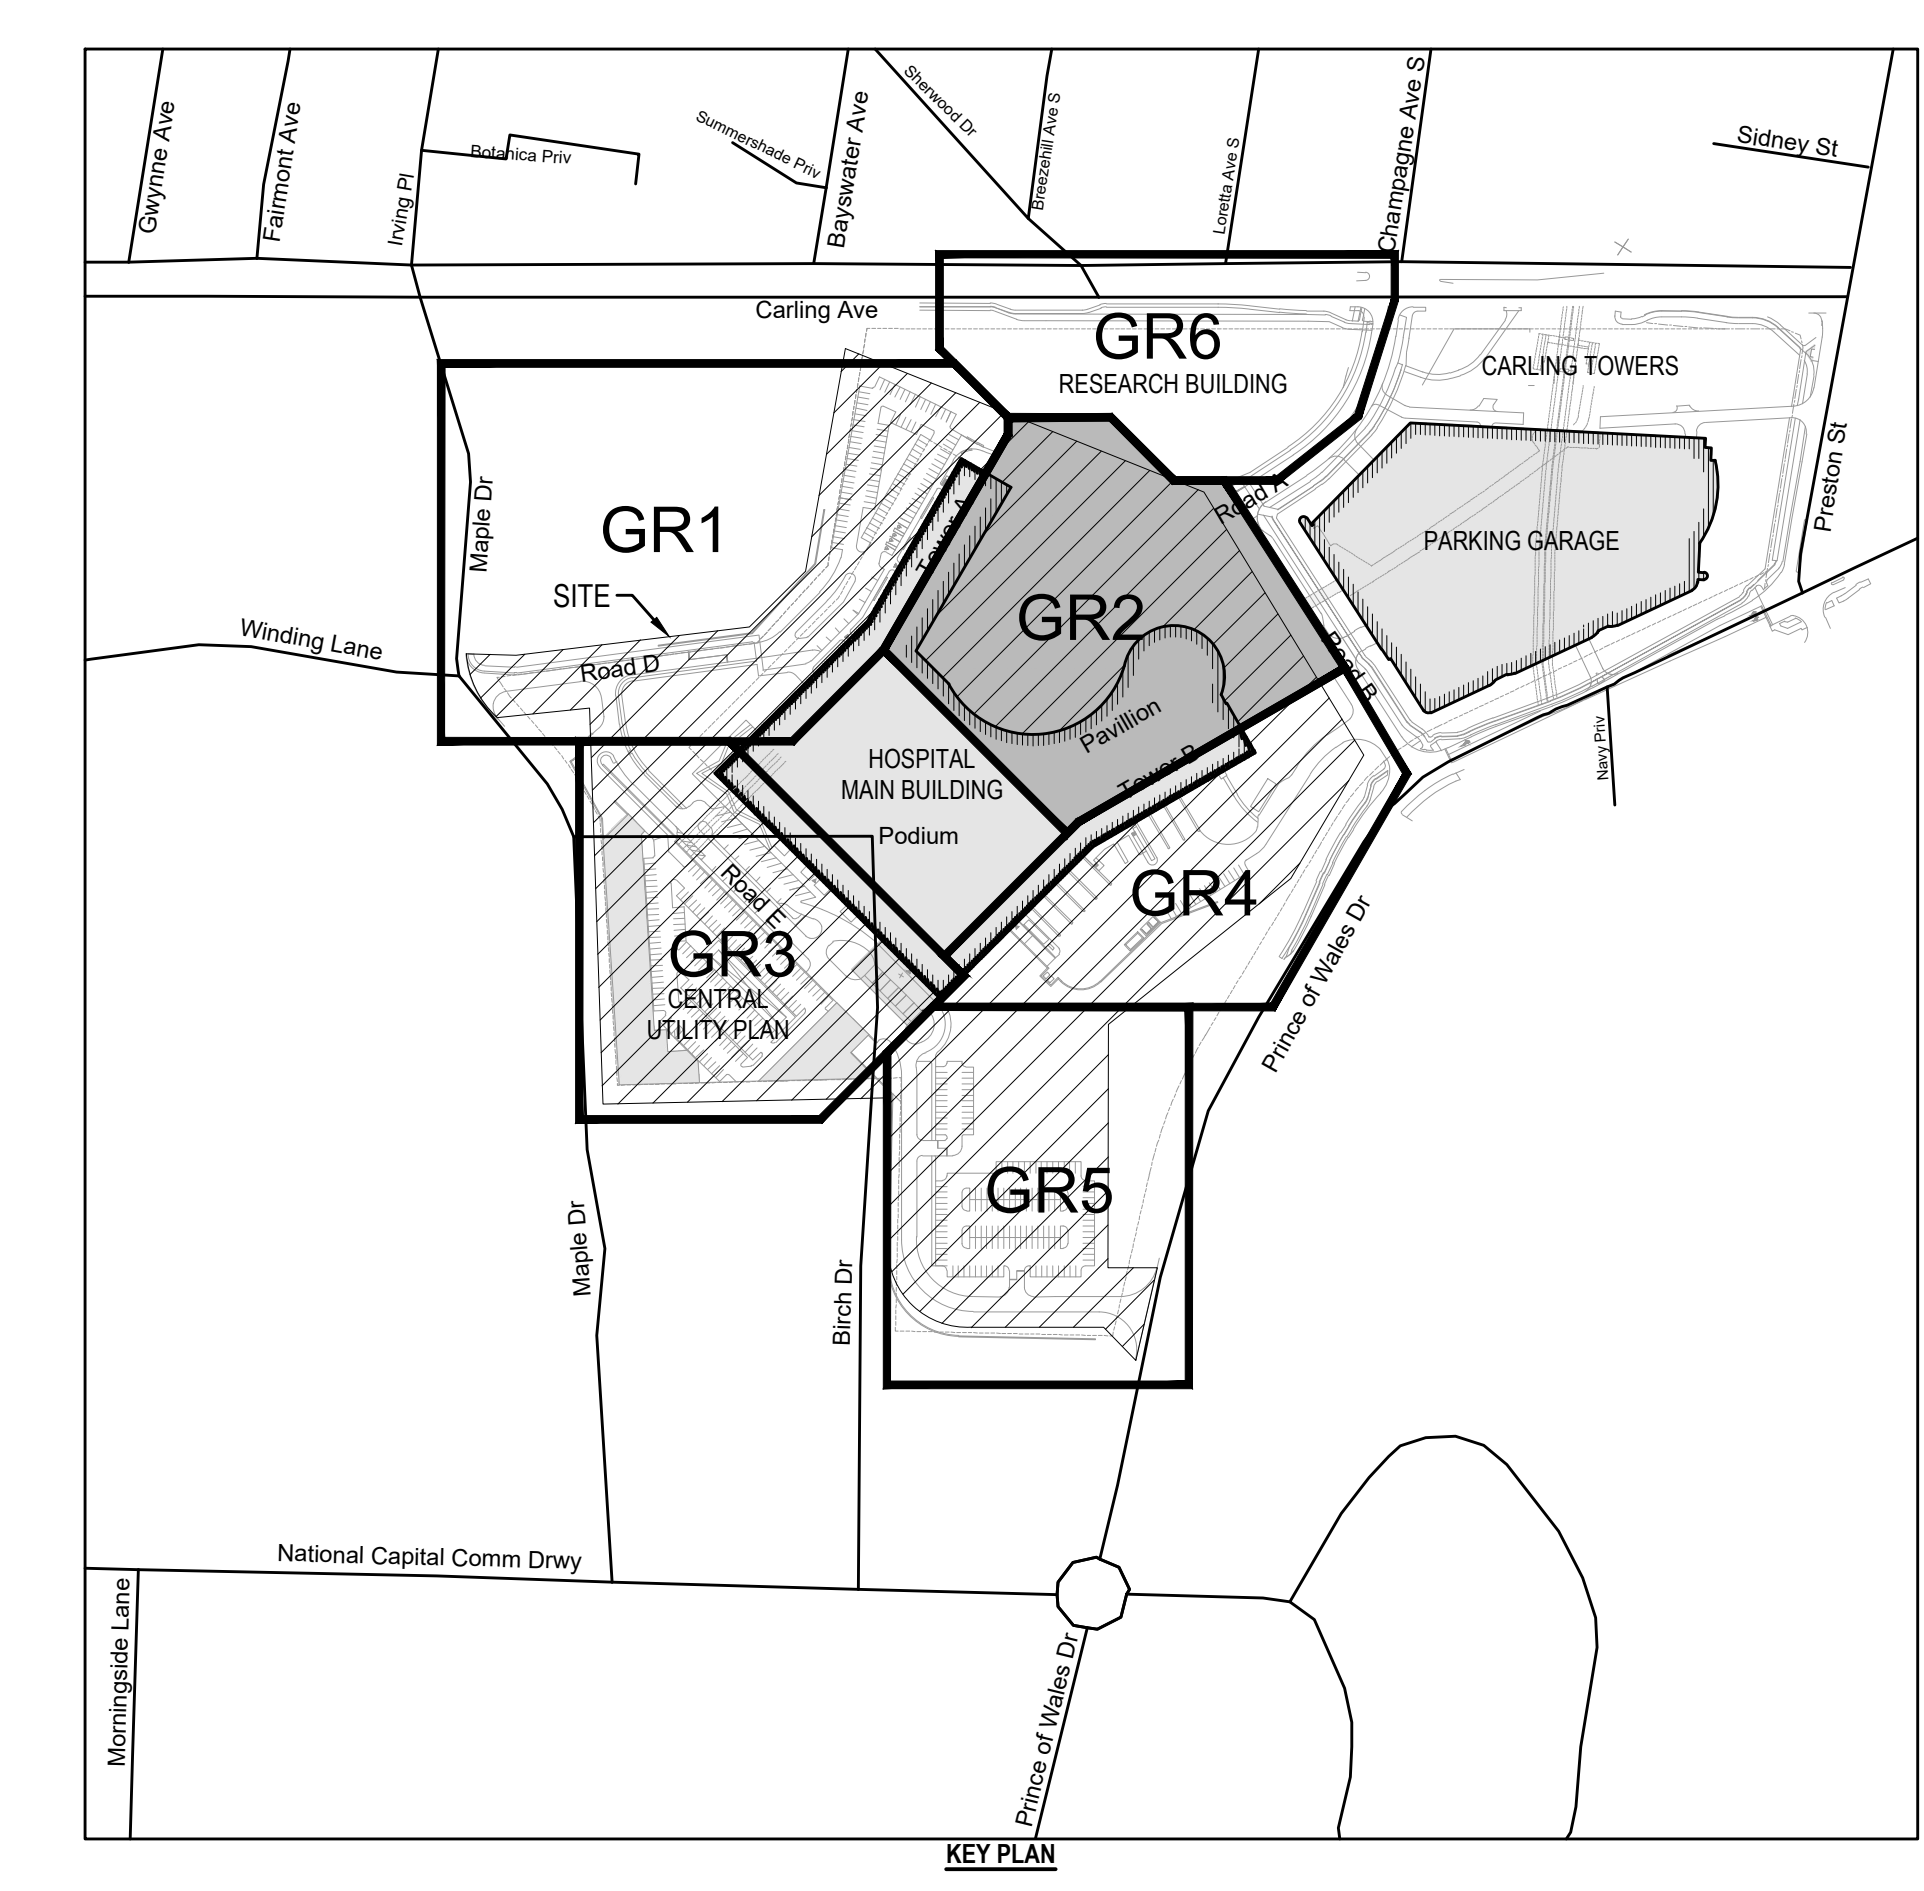 Gwynne Ave
Fairmont Ave
Irving Pl
Botanica Priv
Summershade Priv
Bayswater Ave
Sherwood Dr
Breezehill Ave S
Loretta Ave S
Champagne Ave S
Sidney St
Carling Ave
GR6
RESEARCH BUILDING
CARLING TOWERS
Preston St
Maple Dr
GR1
Tower A
Road A
PARKING GARAGE
SITE
GR2
Winding Lane
Road D
Road B
Pavillion
Navy Priv
HOSPITAL
MAIN BUILDING
Tower B
Podium
Road E
GR4
GR3
CENTRAL
UTILITY PLAN
Prince of Wales Dr
GR5
Maple Dr
Birch Dr
National Capital Comm Drwy
Morningside Lane
Prince of Wales Dr
KEY PLAN